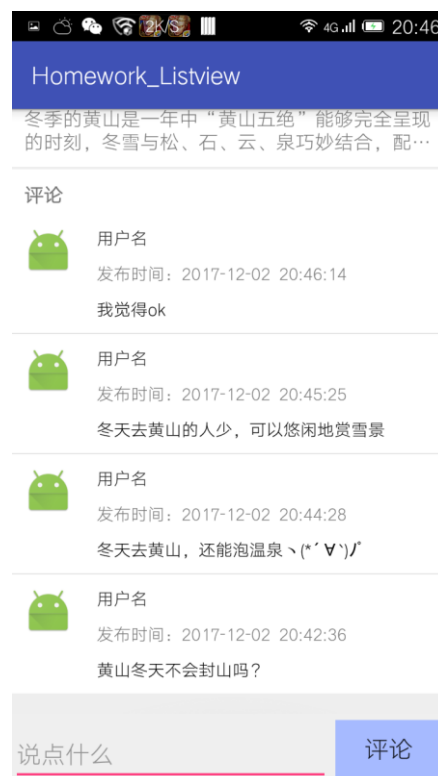 2K/S
4G
20:46
Homework_Listview
冬季的黄山是一年中“黄山五绝”能够完全呈现
的时刻，冬雪与松、石、云、泉巧妙结合，配…
评论
用户名
发布时间：2017-12-02 20:46:14
我觉得ok
用户名
发布时间：2017-12-02 20:45:25
冬天去黄山的人少，可以悠闲地赏雪景
用户名
发布时间：2017-12-02 20:44:28
冬天去黄山，还能泡温泉ヽ(*´∀`)ﾉﾟ
用户名
发布时间：2017-12-02 20:42:36
黄山冬天不会封山吗？
说点什么
评论